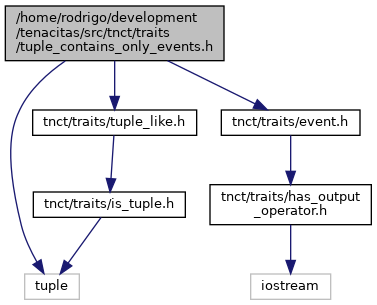 /home/rodrigo/development
/tenacitas/src/tnct/traits
/tuple_contains_only_events.h
tnct/traits/tuple_like.h
tnct/traits/event.h
tnct/traits/is_tuple.h
tnct/traits/has_output
_operator.h
tuple
iostream